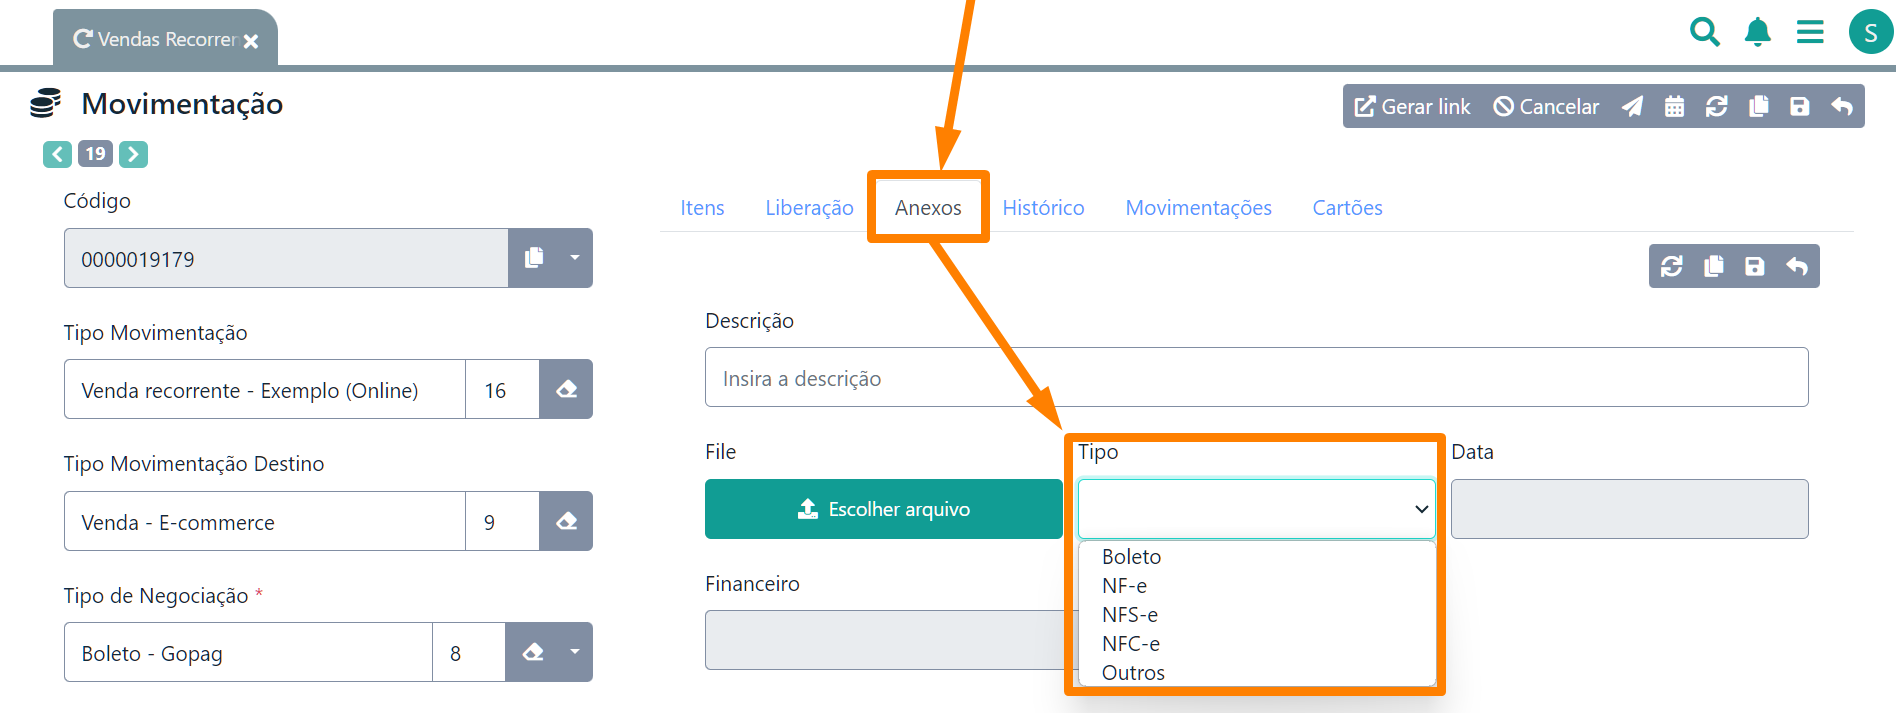 Vendas Recorren
S
Movimentação
Gerar link
Cancelar
19
Código
0000019179
Tipo Movimentação
Venda recorrente - Exemplo (Online)
16
Tipo Movimentação Destino
Venda - E-commerce
9
Tipo de Negociação *
Boleto - Gopag
8
Itens
Liberação
Anexos
Histórico
Movimentações
Cartões
Descrição
Insira a descrição
File
Escolher arquivo
Tipo
Data
Boleto
NF-e
NFS-e
NFC-e
Outros
Financeiro